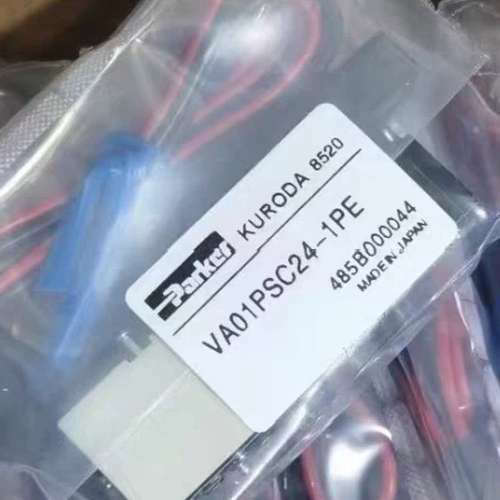 Parker KURODA 8520
VA01PSC24-1PE
485B000044
MADE IN JAPAN